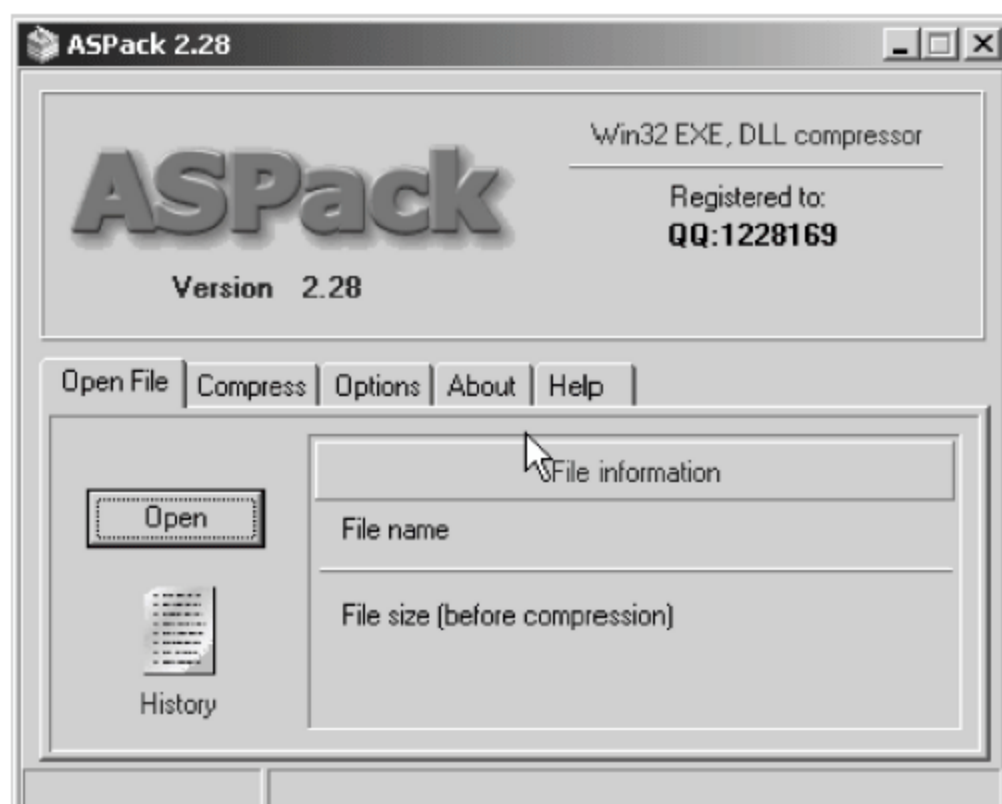 ASPack 2.28
ASPack
Version 2.28
Win32 EXE, DLL compressor
Registered to:
QQ:1228169
Open File Compress Options About Help
Open
History
File information
File name
File size (before compression)